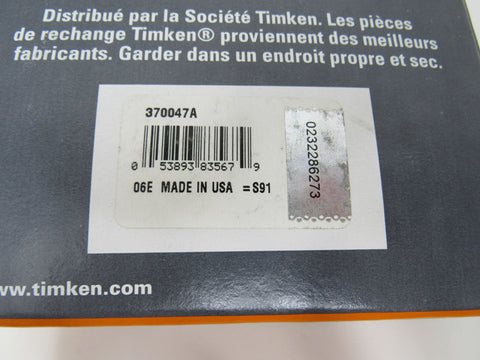 Distribué par la Société Timken. Les pièces
de rechange Timken® proviennent des meilleurs
fabricants. Garder dans un endroit propre et sec.
370047A
0 53893 83567 9
06E MADE IN USA =S91
0232286273
www.timken.com